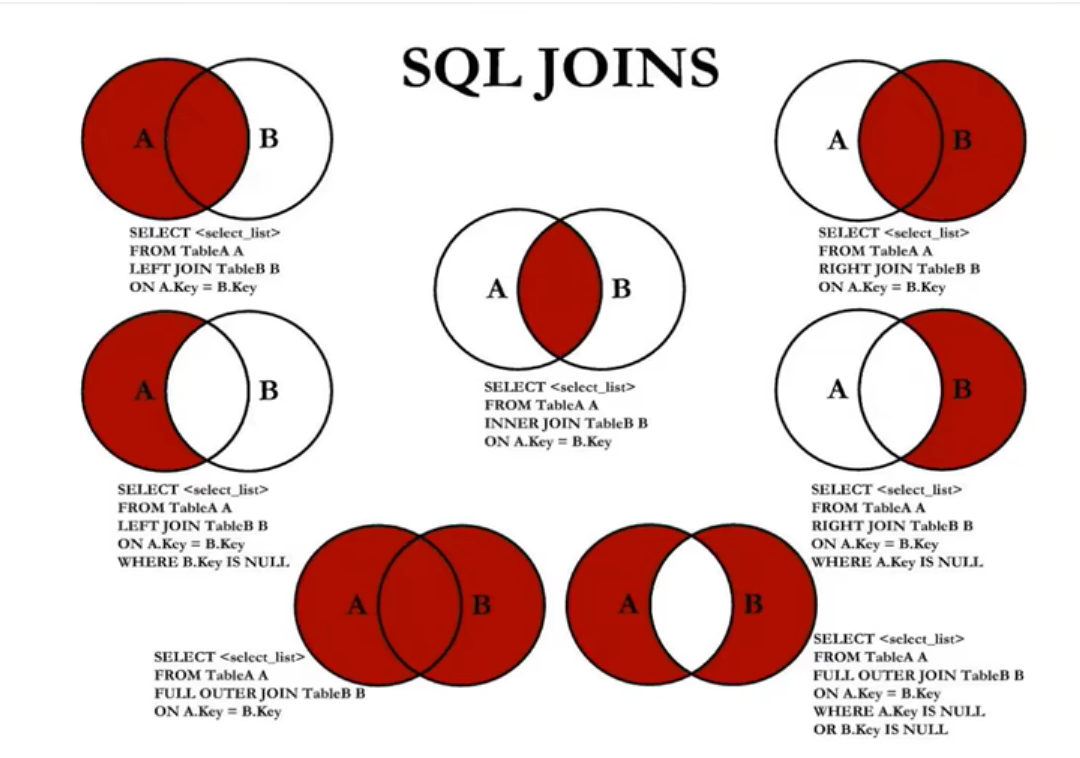 SQL JOINS
A
B
SELECT <select_list>
FROM TableA A
LEFT JOIN TableB B
ON A.Key = B.Key
A
B
SELECT <select_list>
FROM TableA A
RIGHT JOIN TableB B
ON A.Key = B.Key
A
B
SELECT <select_list>
FROM TableA A
INNER JOIN TableB B
ON A.Key = B.Key
A
B
SELECT <select_list>
FROM TableA A
LEFT JOIN TableB B
ON A.Key = B.Key
WHERE B.Key IS NULL
A
B
SELECT <select_list>
FROM TableA A
RIGHT JOIN TableB B
ON A.Key = B.Key
WHERE A.Key IS NULL
A
B
SELECT <select_list>
FROM TableA A
FULL OUTER JOIN TableB B
ON A.Key = B.Key
A
B
SELECT <select_list>
FROM TableA A
FULL OUTER JOIN TableB B
ON A.Key = B.Key
WHERE A.Key IS NULL
OR B.Key IS NULL